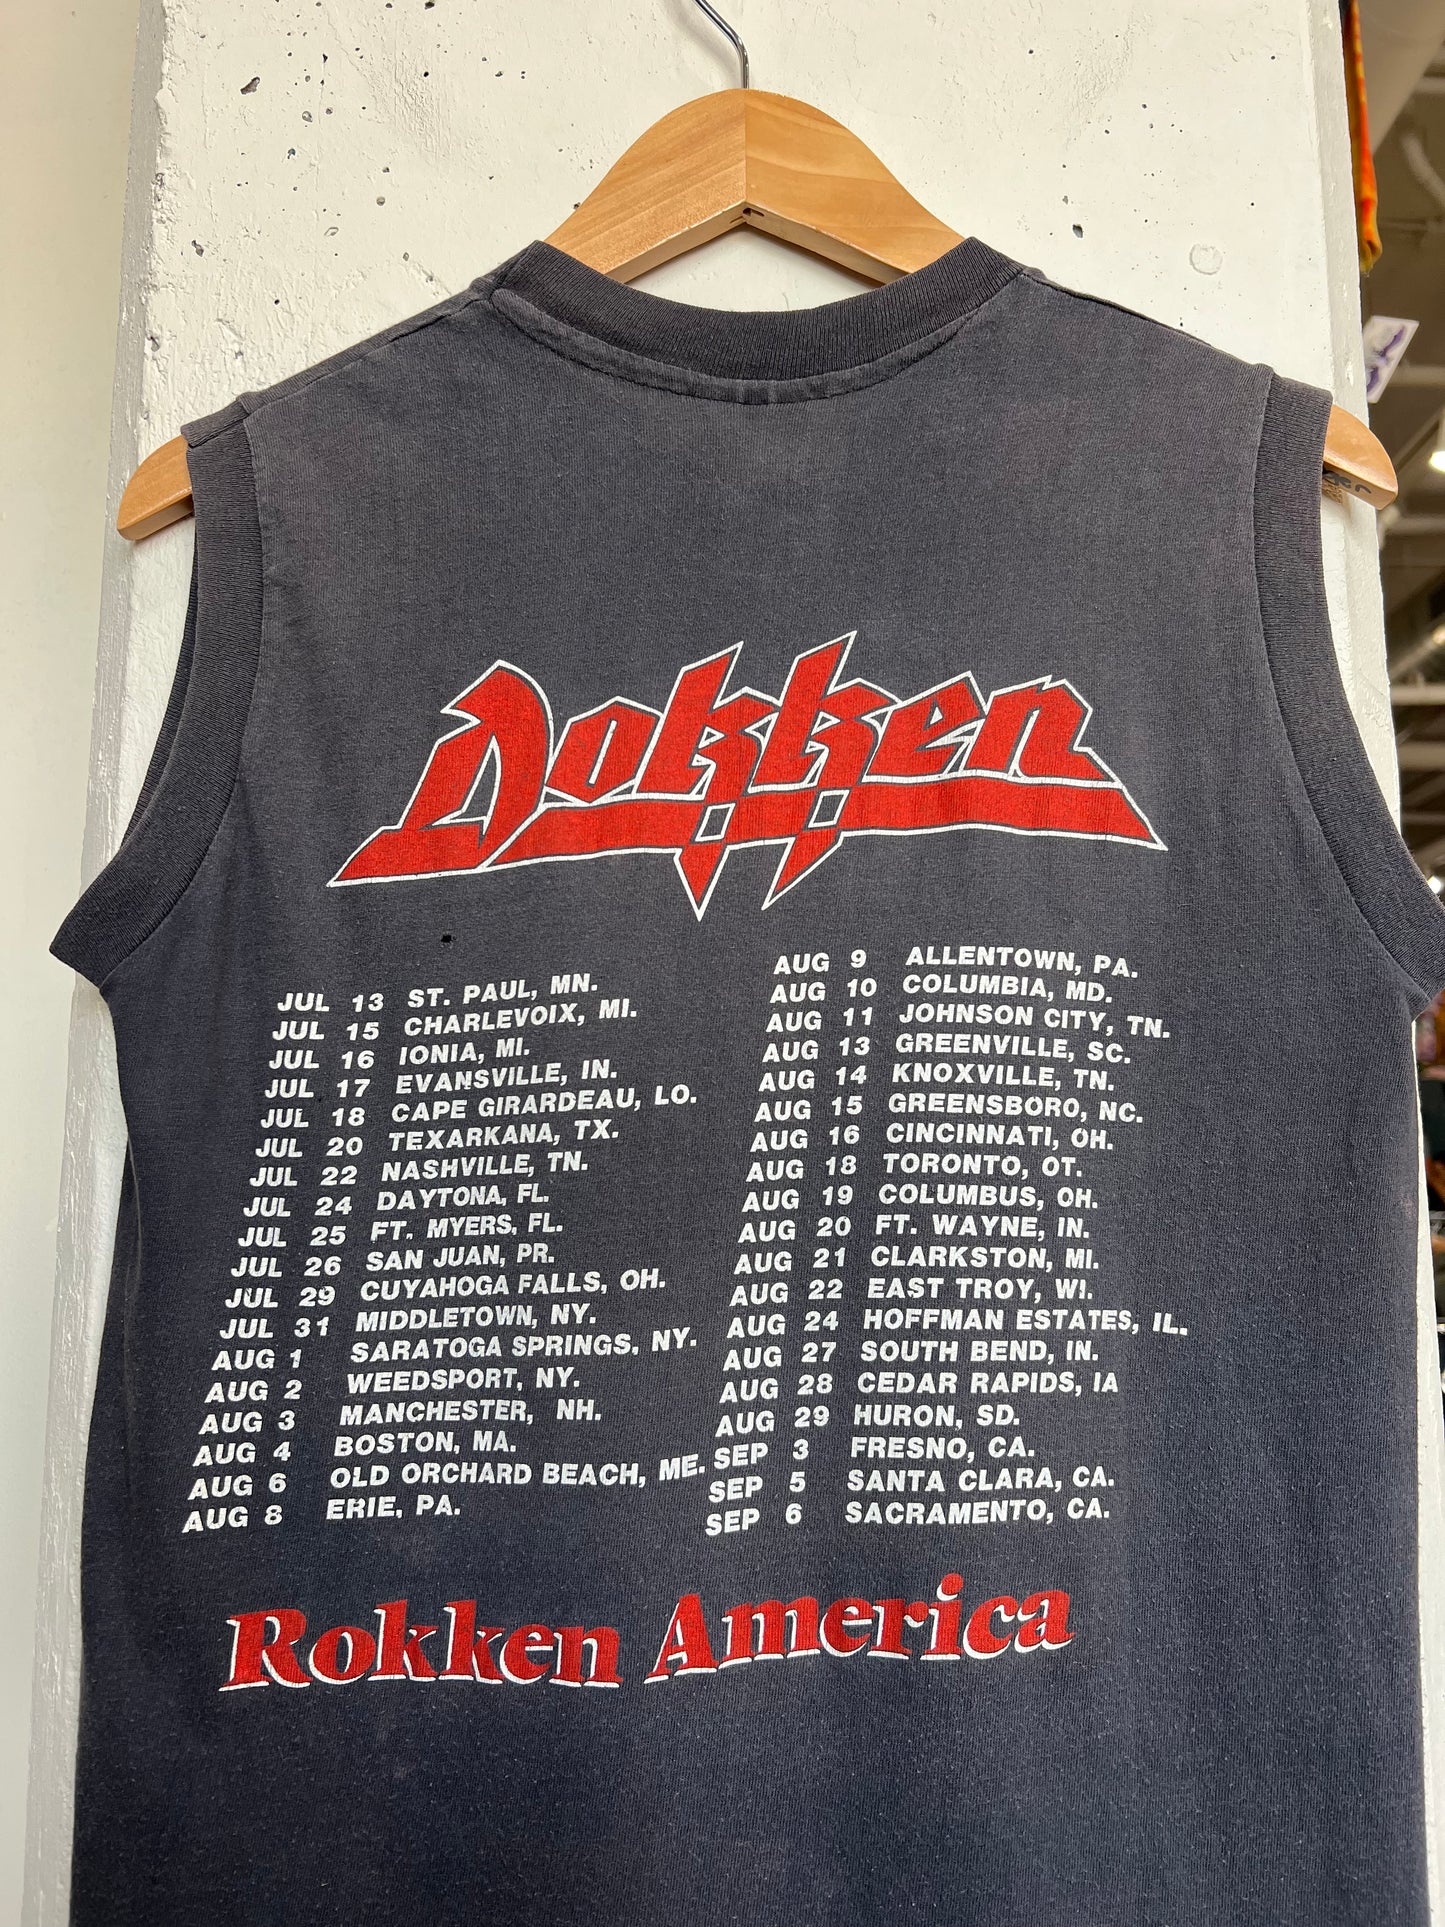 Dokken
JUL 13 ST. PAUL, MN.
JUL 15 CHARLEVOIX, MI.
JUL 16 IONIA, MI.
JUL 17 EVANSVILLE, IN.
JUL 18 CAPE GIRARDEAU, LO.
JUL 20 TEXARKANA, TX.
JUL 22 NASHVILLE, TN.
JUL 24 DAYTONA, FL.
JUL 25 FT. MYERS, FL.
JUL 26 SAN JUAN, PR.
JUL 29 CUYAHOGA FALLS, OH.
JUL 31 MIDDLETOWN, NY.
AUG 1 SARATOGA SPRINGS, NY.
AUG 2 WEEDSPORT, NY.
AUG 3 MANCHESTER, NH.
AUG 4 BOSTON, MA.
AUG 6 OLD ORCHARD BEACH, ME.
AUG 8 ERIE, PA.
AUG 9 ALLENTOWN, PA.
AUG 10 COLUMBIA, MD.
AUG 11 JOHNSON CITY, TN.
AUG 13 GREENVILLE, SC.
AUG 14 KNOXVILLE, TN.
AUG 15 GREENSBORO, NC.
AUG 16 CINCINNATI, OH.
AUG 18 TORONTO, OT.
AUG 19 COLUMBUS, OH.
AUG 20 FT. WAYNE, IN.
AUG 21 CLARKSTON, MI.
AUG 22 EAST TROY, WI.
AUG 24 HOFFMAN ESTATES, IL.
AUG 27 SOUTH BEND, IN.
AUG 28 CEDAR RAPIDS, IA
AUG 29 HURON, SD.
SEP 3 FRESNO, CA.
SEP 5 SANTA CLARA, CA.
SEP 6 SACRAMENTO, CA.
Rokken America